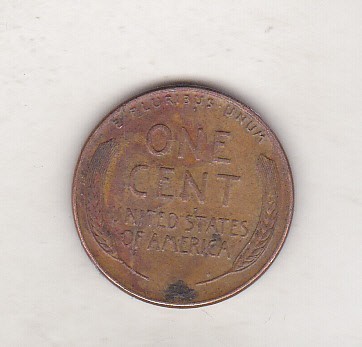 E·PLURIBUS·UNUM
ONE
CENT
UNITED STATES
OF AMERICA